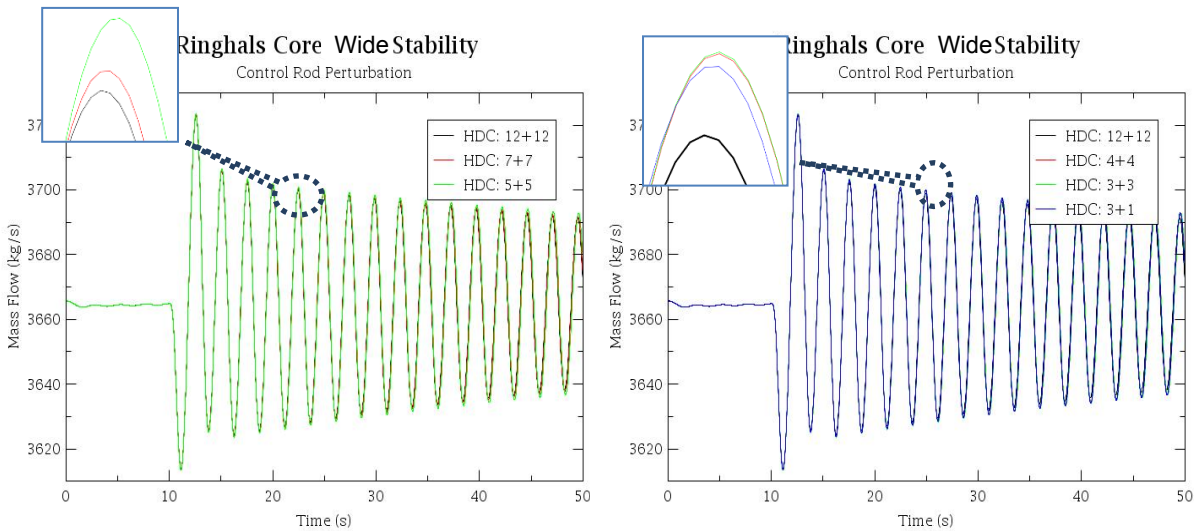 Ringhals Core Wide Stability
Control Rod Perturbation
HDC: 12+12
HDC: 7+7
HDC: 5+5
3700
3680
3660
3640
3620
Mass Flow (kg/s)
0 10 20 30 40 50
Time (s)
Ringhals Core Wide Stability
Control Rod Perturbation
HDC: 12+12
HDC: 4+4
HDC: 3+3
HDC: 3+1
3700
3680
3660
3640
3620
Mass Flow (kg/s)
0 10 20 30 40 50
Time (s)